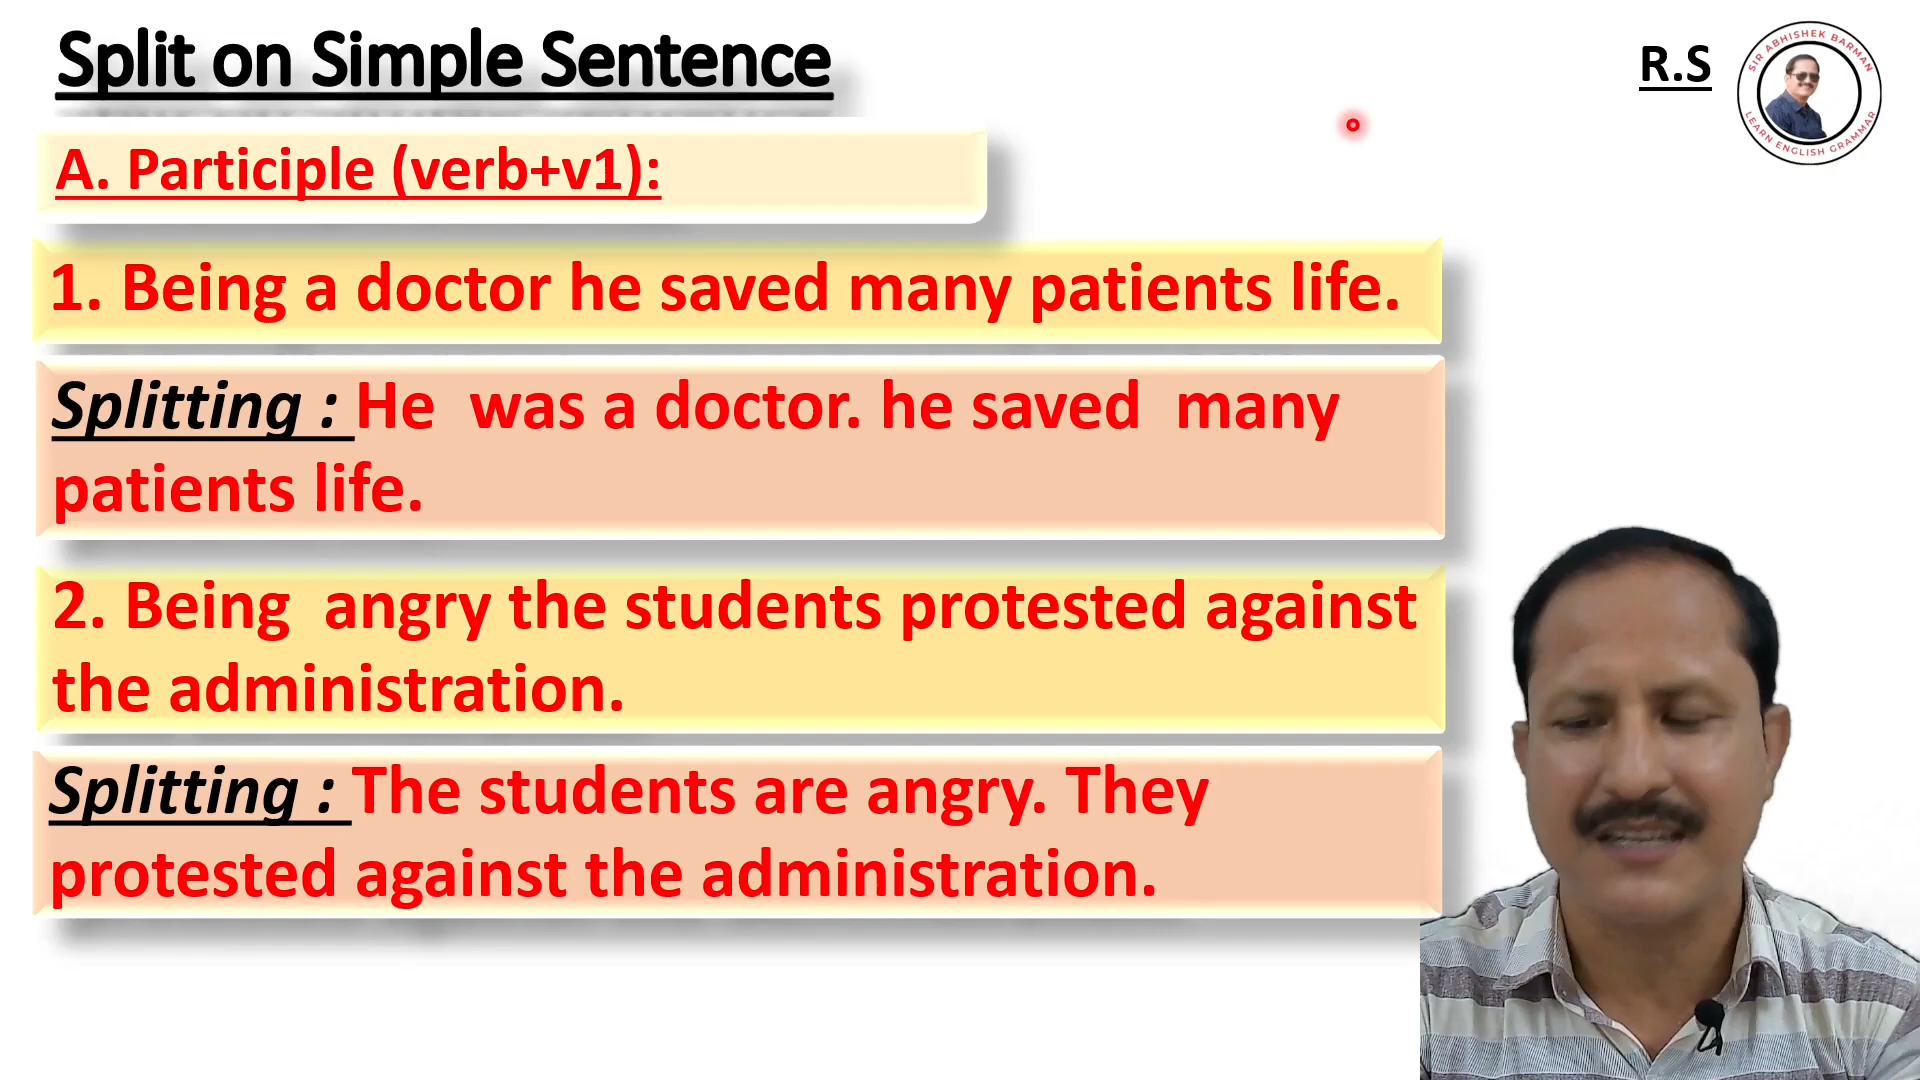 Split on Simple Sentence
R.S
SIR ABHISHEK BARMAN
LEARN ENGLISH GRAMMAR
A. Participle (verb+v1):
1. Being a doctor he saved many patients life.
Splitting : He was a doctor. he saved many
patients life.
2. Being angry the students protested against
the administration.
Splitting : The students are angry. They
protested against the administration.